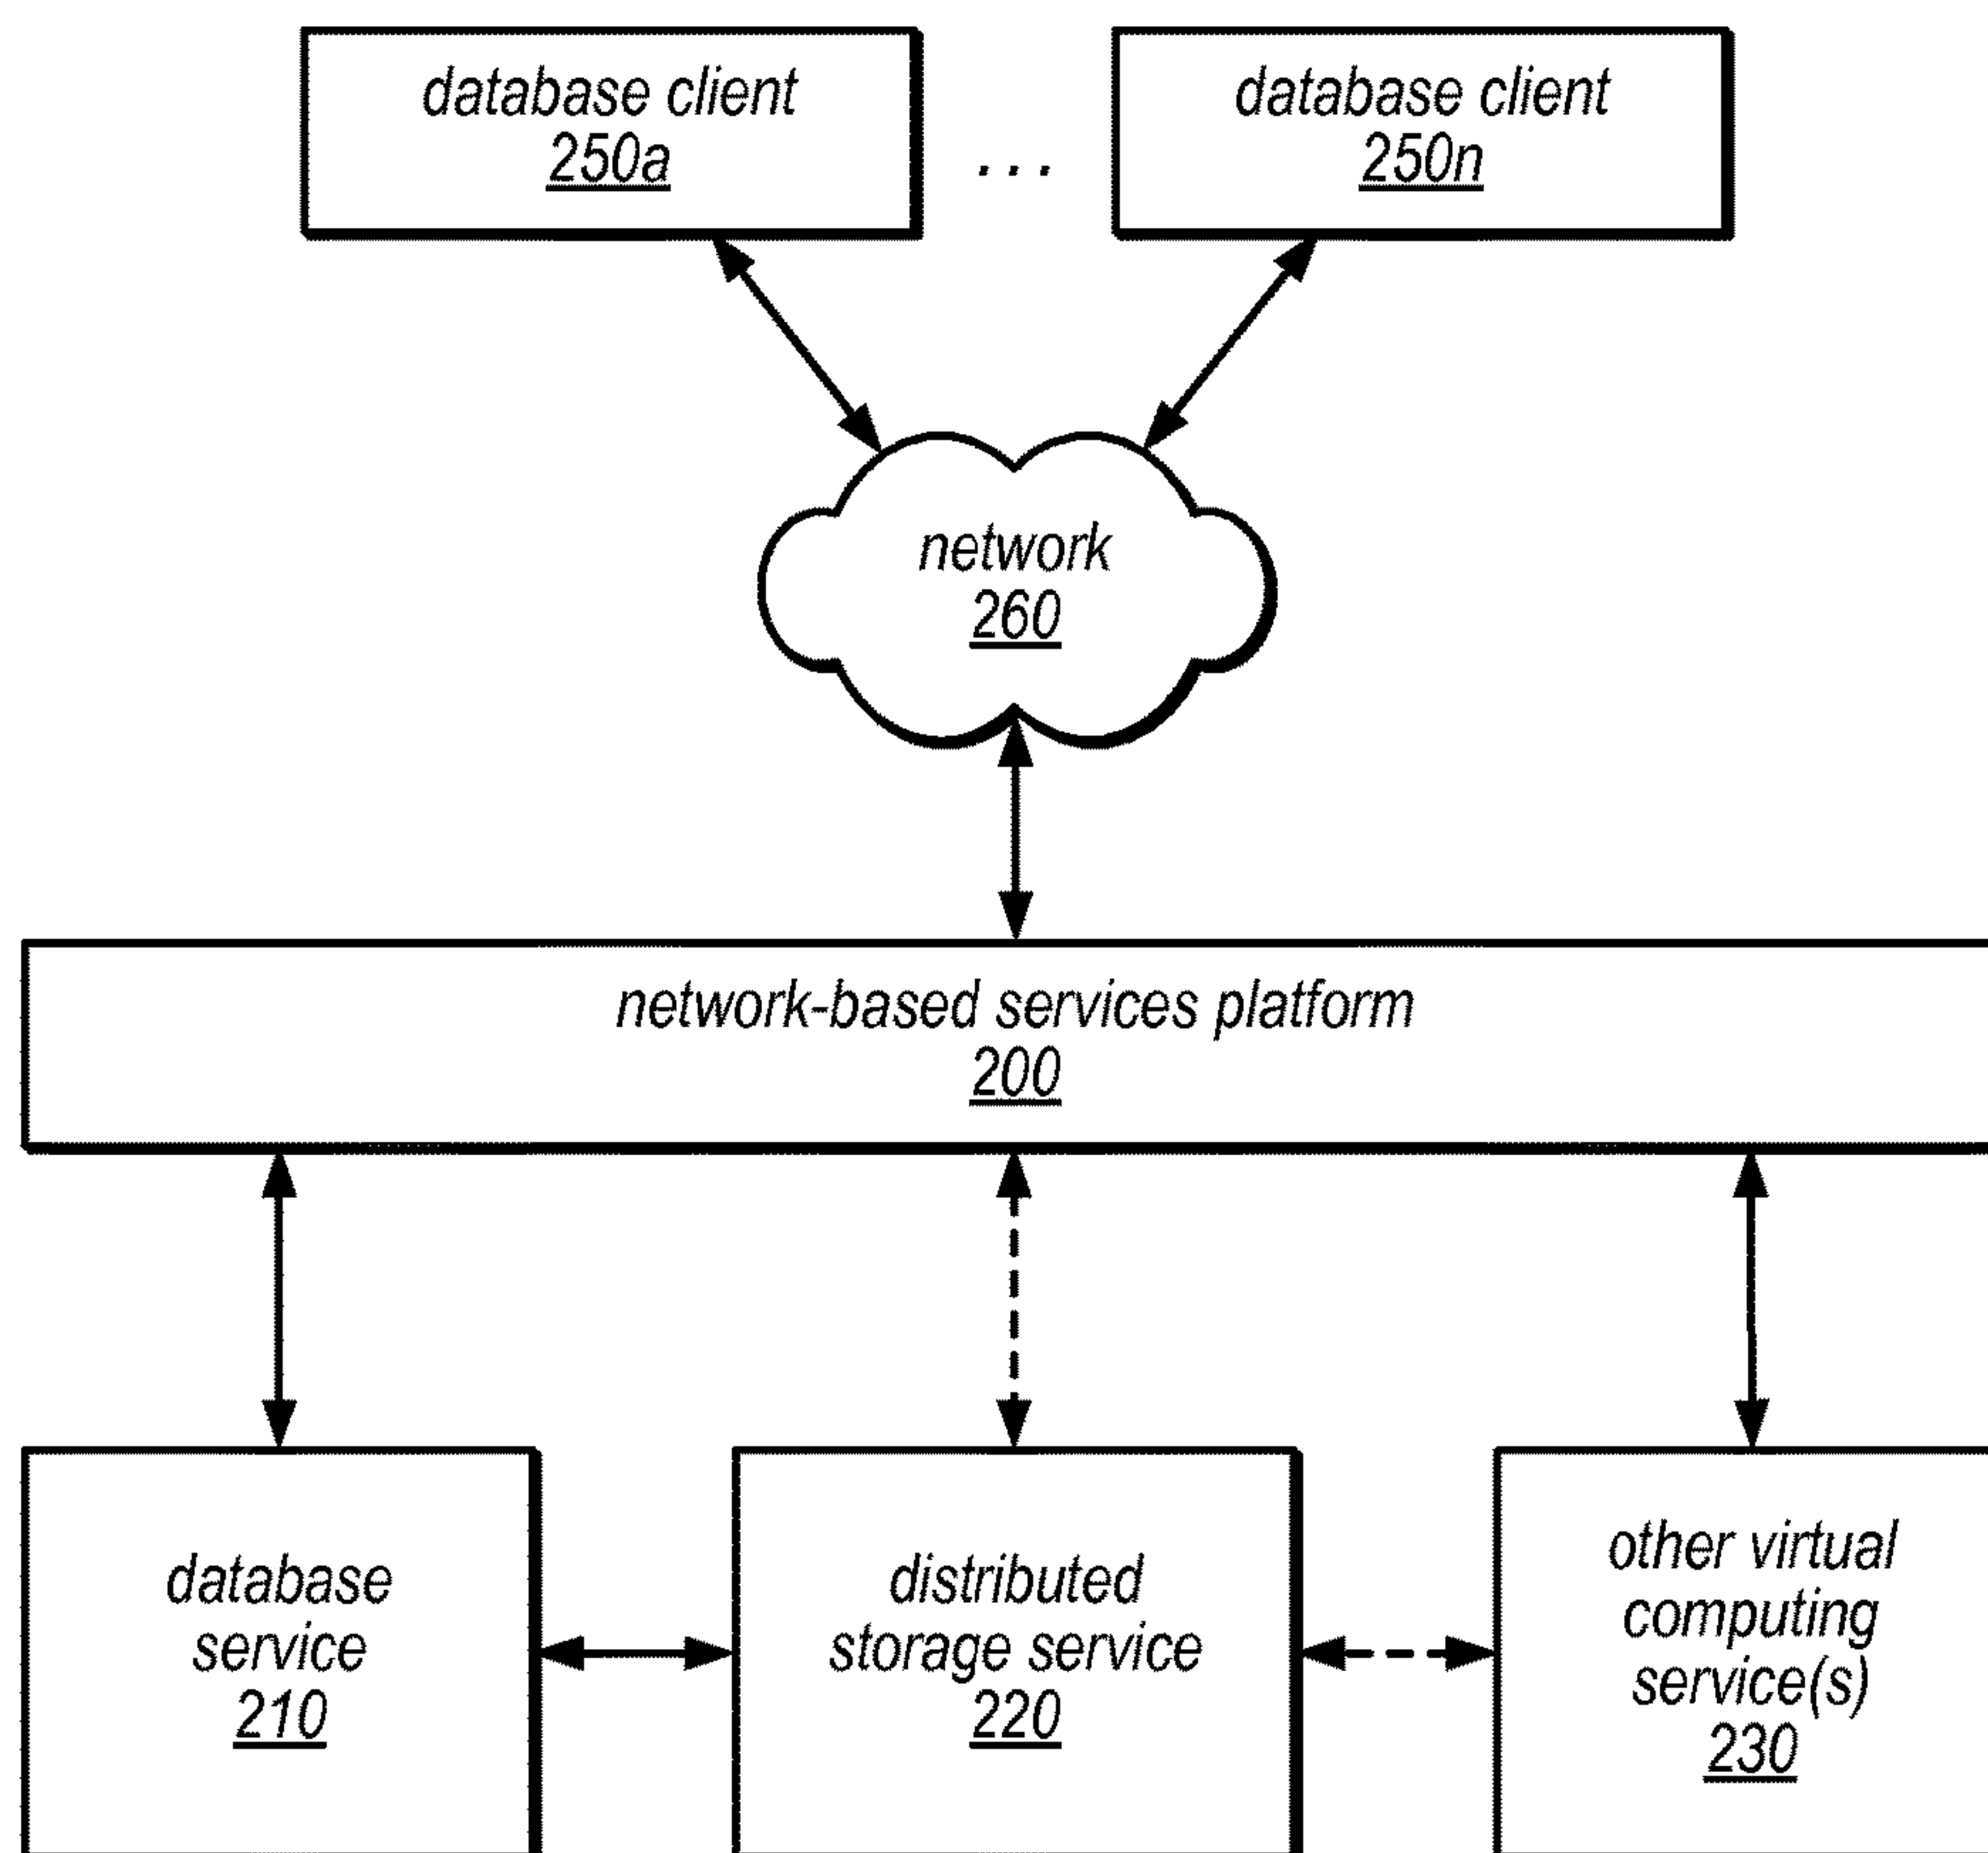 database client
250a
...
database client
250n
network
260
network-based services platform
200
database
service
210
distributed
storage service
220
other virtual
computing
service(s)
230